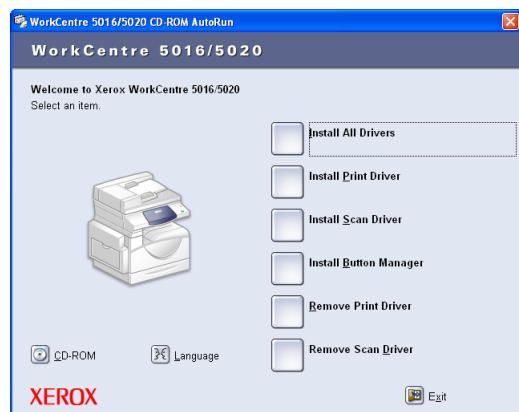 WorkCentre 5016/5020 CD-ROM AutoRun
WorkCentre 5016/5020
Welcome to Xerox WorkCentre 5016/5020
Select an item.
Install All Drivers
Install Print Driver
Install Scan Driver
Install Button Manager
Remove Print Driver
Remove Scan Driver
CD-ROM
Language
XEROX
Exit